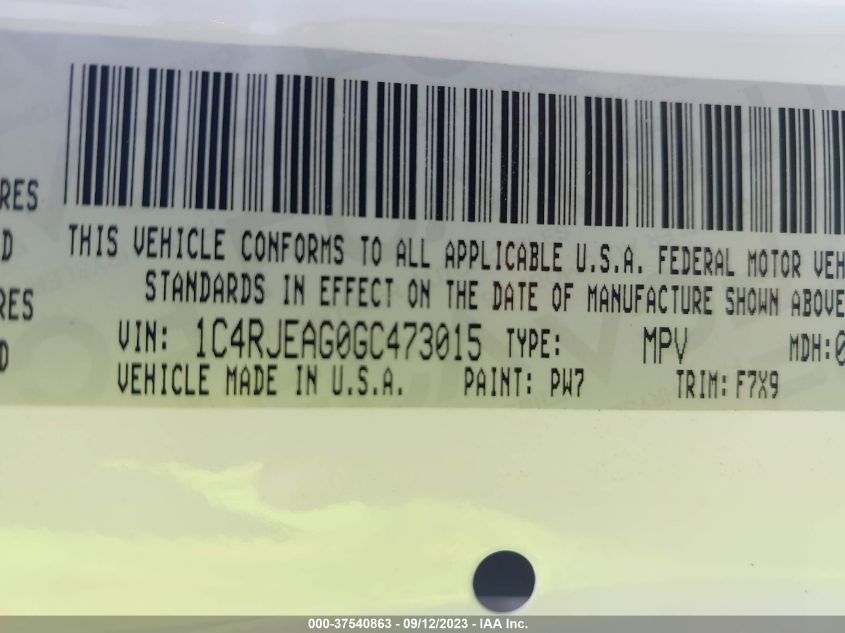 RES
D
RES
D
THIS VEHICLE CONFORMS TO ALL APPLICABLE U.S.A. FEDERAL MOTOR VEH
STANDARDS IN EFFECT ON THE DATE OF MANUFACTURE SHOWN ABOVE
VIN: 1C4RJEAG0GC473015 TYPE: MPV MDH:0
VEHICLE MADE IN U.S.A. PAINT: PW7 TRIM: F7X9
000-37540863 - 09/12/2023 - IAA Inc.